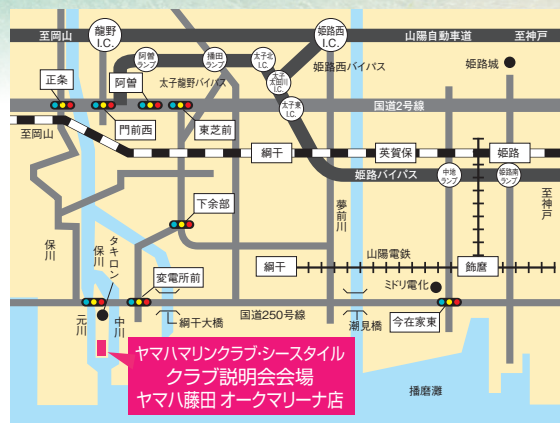 至岡山
龍野
I.C.
姫路西
I.C.
山陽自動車道
至神戸
阿曽
ランプ
播田
ランプ
太子北
I.C.
太子
太田川
I.C.
太子東
I.C.
姫路西バイパス
姫路城
正条
阿曽
太子龍野バイパス
国道2号線
門前西
東芝前
至岡山
網干
英賀保
姫路
姫路バイパス
中地
ランプ
姫路南
ランプ
至神戸
下余部
夢前川
保川
タキロン
保川
変電所前
網干
山陽電鉄
飾磨
ミドリ電化
元川
中川
網干大橋
国道250号線
潮見橋
今在家東
ヤマハマリンクラブ・シースタイル
クラブ説明会会場
ヤマハ藤田 オークマリーナ店
播磨灘